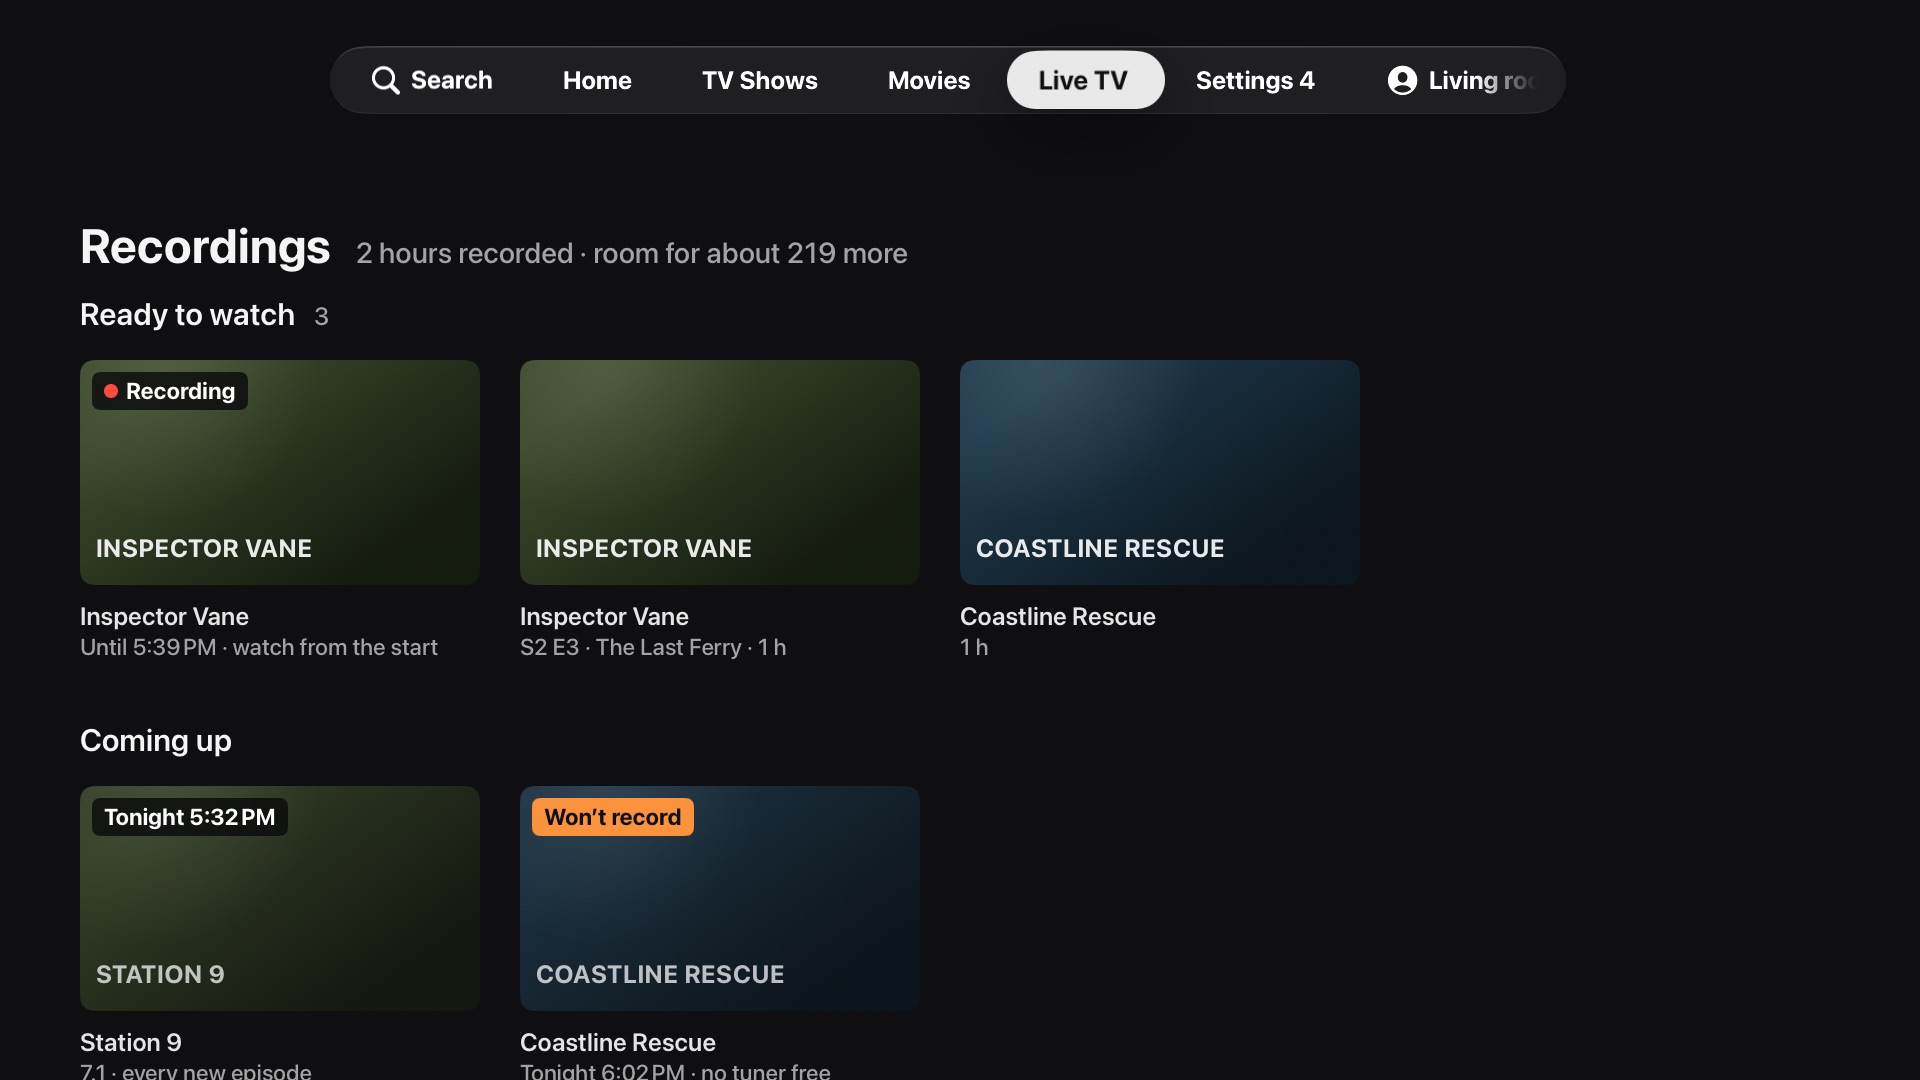 Search Home TV Shows Movies Live TV Settings 4 Living
Recordings 2 hours recorded · room for about 219 more
Ready to watch 3
Recording
INSPECTOR VANE INSPECTOR VANE COASTLINE RESCUE
Inspector Vane Inspector Vane Coastline Rescue
Until 5:39 PM · watch from the start S2 E3 · The Last Ferry · 1 h 1 h
Coming up
Tonight 5:32 PM Won't record
STATION 9 COASTLINE RESCUE
Station 9 Coastline Rescue
7.1 · every new episode Tonight 6:02 PM · no tuner free